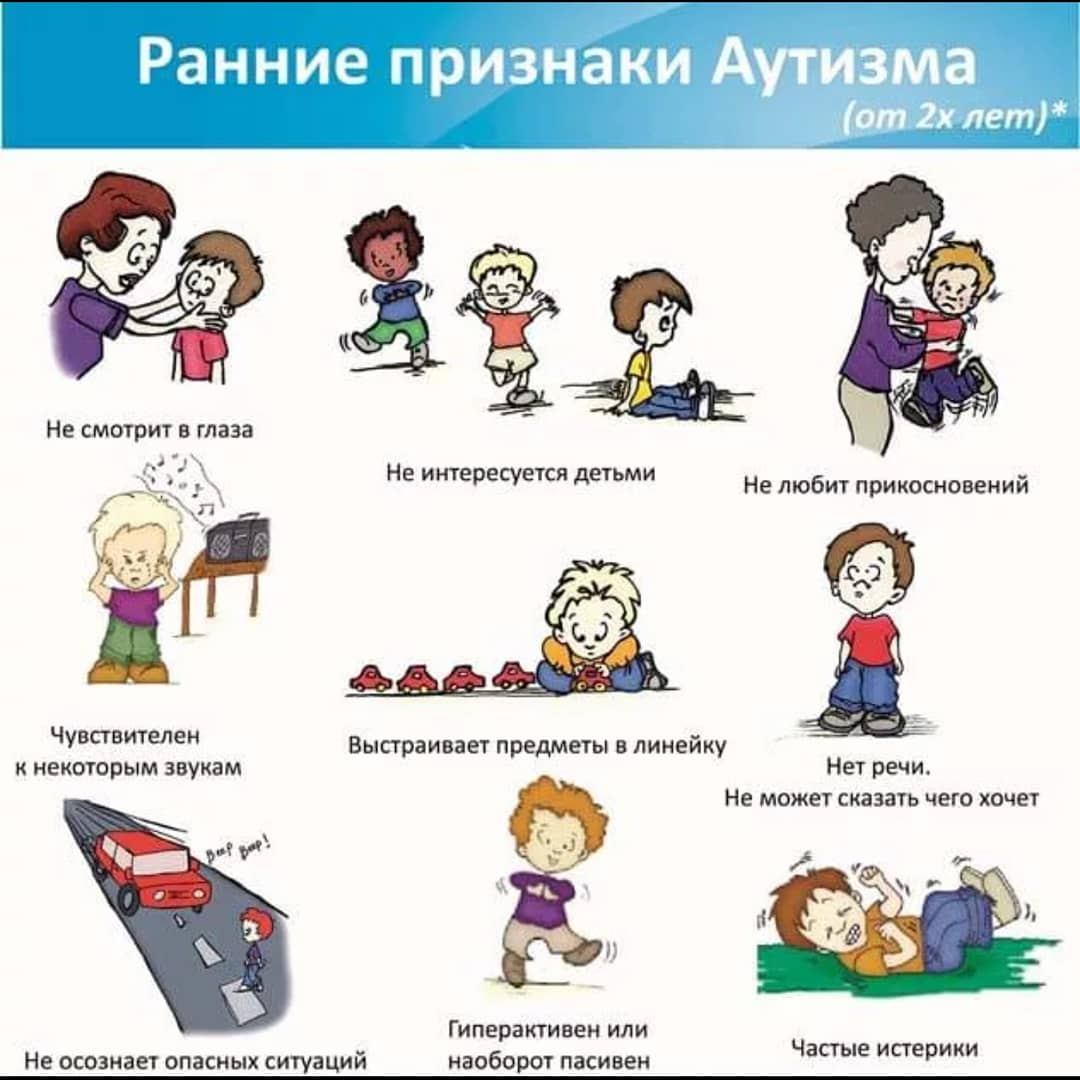 Ранние признаки Аутизма
(от 2х лет)*
Не смотрит в глаза
Не интересуется детьми
Не любит прикосновений
Чувствителен
к некоторым звукам
Выстраивает предметы в линейку
Нет речи.
Не может сказать чего хочет
Beep Beep!
Не осознает опасных ситуаций
Гиперактивен или
наоборот пасивен
Частые истерики